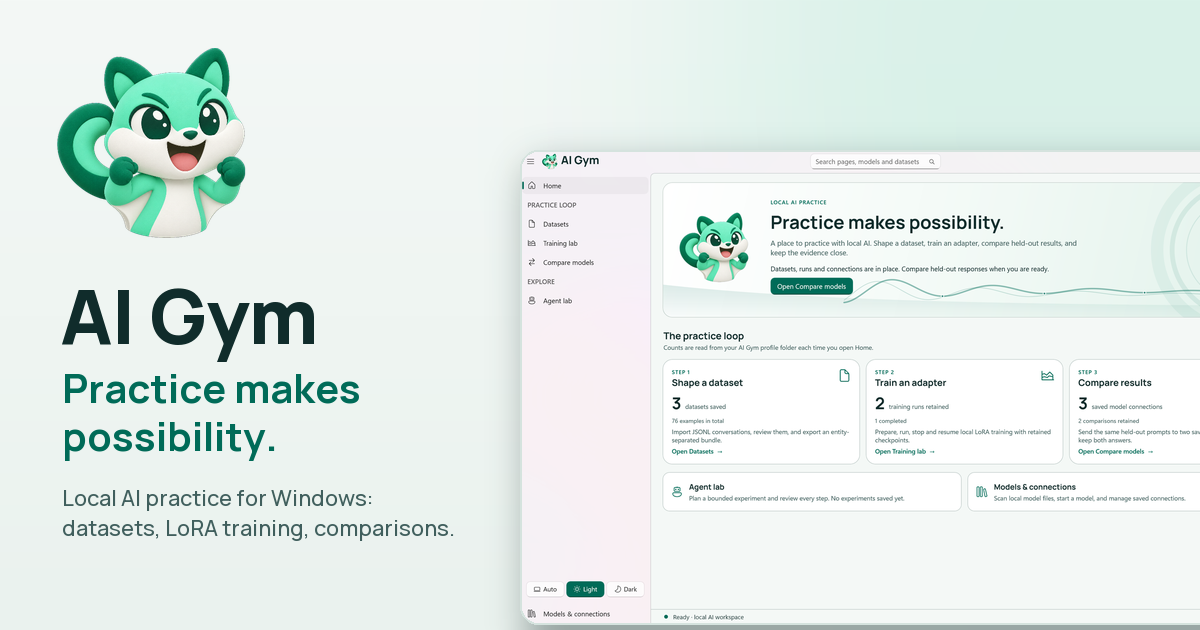 AI Gym
Practice makes
possibility.
Local AI practice for Windows:
datasets, LoRA training, comparisons.
AI Gym
Search pages, models and datasets
Home
PRACTICE LOOP
Datasets
Training lab
Compare models
EXPLORE
Agent lab
Auto
Light
Dark
Models & connections
LOCAL AI PRACTICE
Practice makes possibility.
A place to practice with local AI. Shape a dataset, train an adapter, compare held-out results, and
keep the evidence close.
Datasets, runs and connections are in place. Compare held-out responses when you are ready.
Open Compare models
The practice loop
Counts are read from your AI Gym profile folder each time you open Home.
STEP 1
Shape a dataset
3 datasets saved
76 examples in total
Import JSONL conversations, review them, and export an entity-
separated bundle.
Open Datasets →
STEP 2
Train an adapter
2 training runs retained
1 completed
Prepare, run, stop and resume local LoRA training with retained
checkpoints.
Open Training lab →
STEP 3
Compare results
3 saved model connections
2 comparisons retained
Send the same held-out prompts to two
keep both answers.
Open Compare models →
Agent lab
Plan a bounded experiment and review every step. No experiments saved yet.
Models & connections
Scan local model files, start a model, and manage saved connections.
Ready · local AI workspace